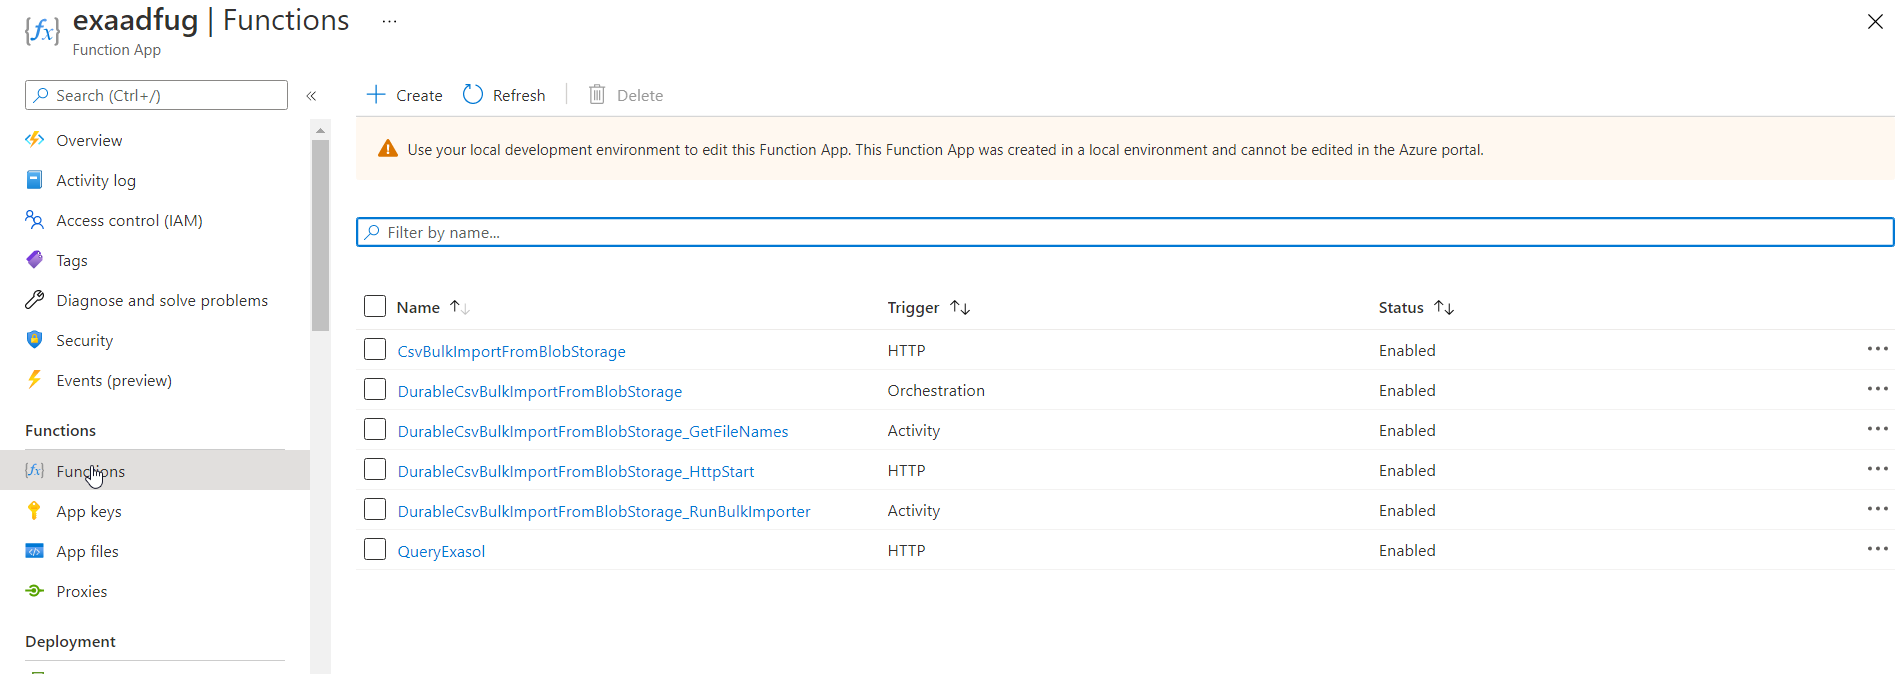 exaadfug | Functions ...
Function App
Search (Ctrl+/)
«
Overview
Activity log
Access control (IAM)
Tags
Diagnose and solve problems
Security
Events (preview)
Functions
Functions
App keys
App files
Proxies
Deployment
Create Refresh Delete
Use your local development environment to edit this Function App. This Function App was created in a local environment and cannot be edited in the Azure portal.
Filter by name...
Name Trigger Status
CsvBulkImportFromBlobStorage HTTP Enabled
DurableCsvBulkImportFromBlobStorage Orchestration Enabled
DurableCsvBulkImportFromBlobStorage_GetFileNames Activity Enabled
DurableCsvBulkImportFromBlobStorage_HttpStart HTTP Enabled
DurableCsvBulkImportFromBlobStorage_RunBulkImporter Activity Enabled
QueryExasol HTTP Enabled